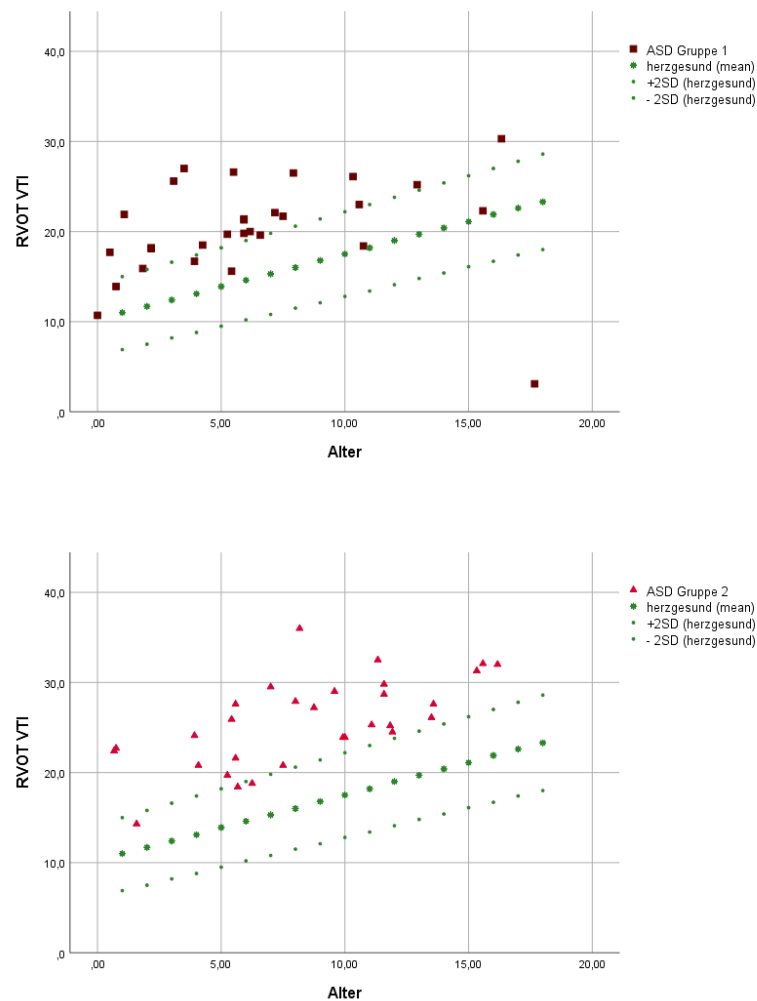 40,0
30,0
20,0
10,0
,0
RVOT VTI
,00
5,00
10,00
15,00
20,00
Alter
ASD Gruppe 1
herzgesund (mean)
+2SD (herzgesund)
- 2SD (herzgesund)
40,0
30,0
20,0
10,0
,0
RVOT VTI
,00
5,00
10,00
15,00
20,00
Alter
ASD Gruppe 2
herzgesund (mean)
+2SD (herzgesund)
- 2SD (herzgesund)